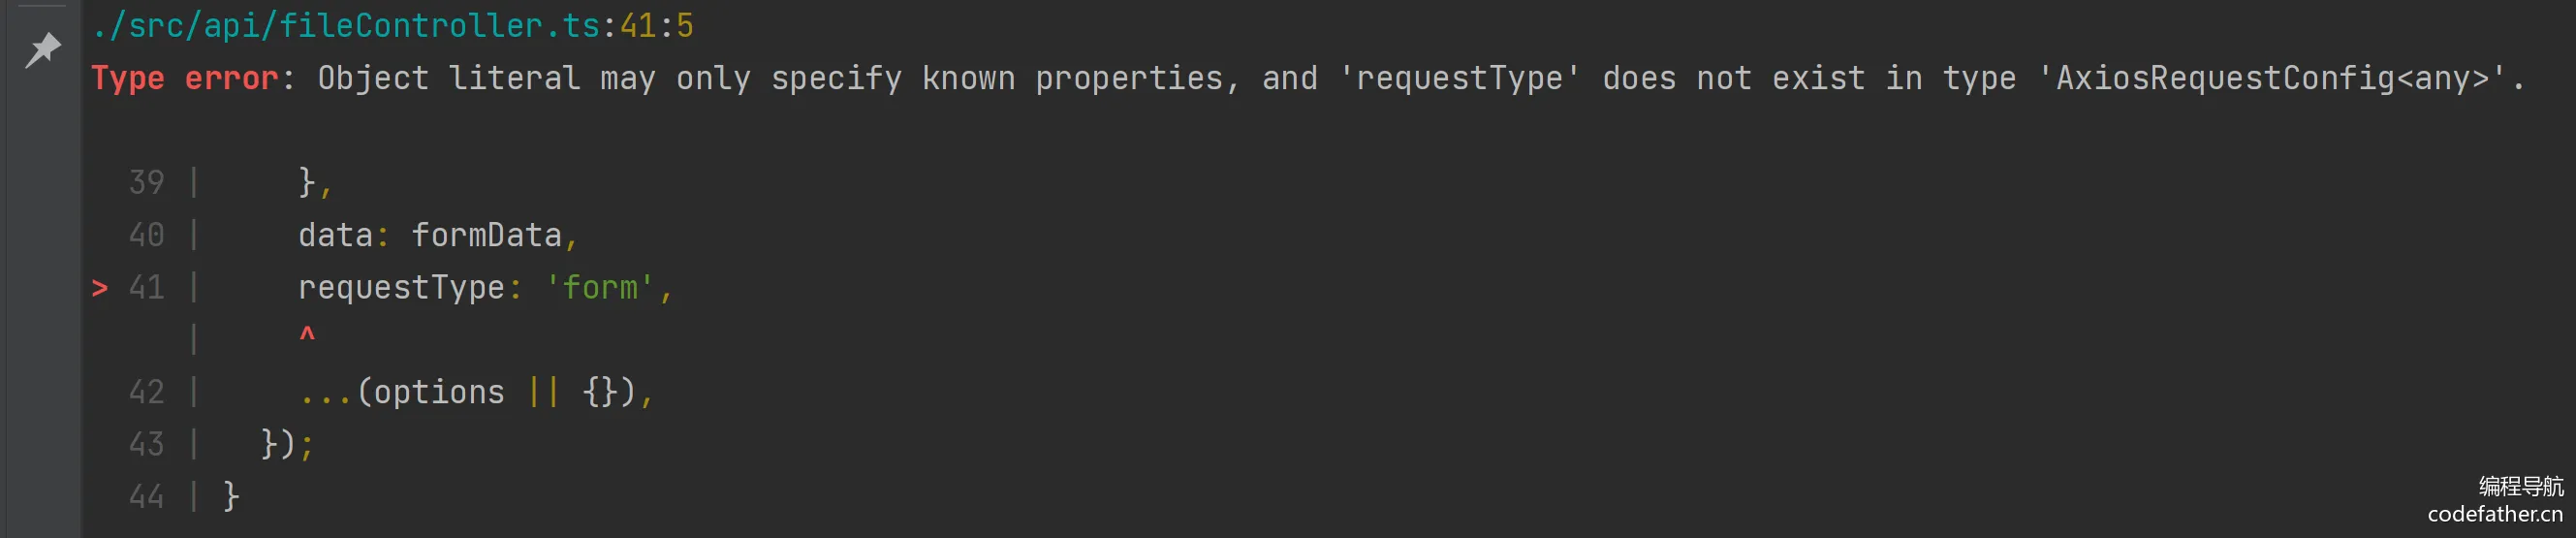 ./src/api/fileController.ts:41:5
Type error: Object literal may only specify known properties, and 'requestType' does not exist in type 'AxiosRequestConfig<any>'.
  39 |     },
  40 |     data: formData,
> 41 |     requestType: 'form',
     |     ^
  42 |     ...(options || {}),
  43 |   });
  44 | }
编程导航
codefather.cn